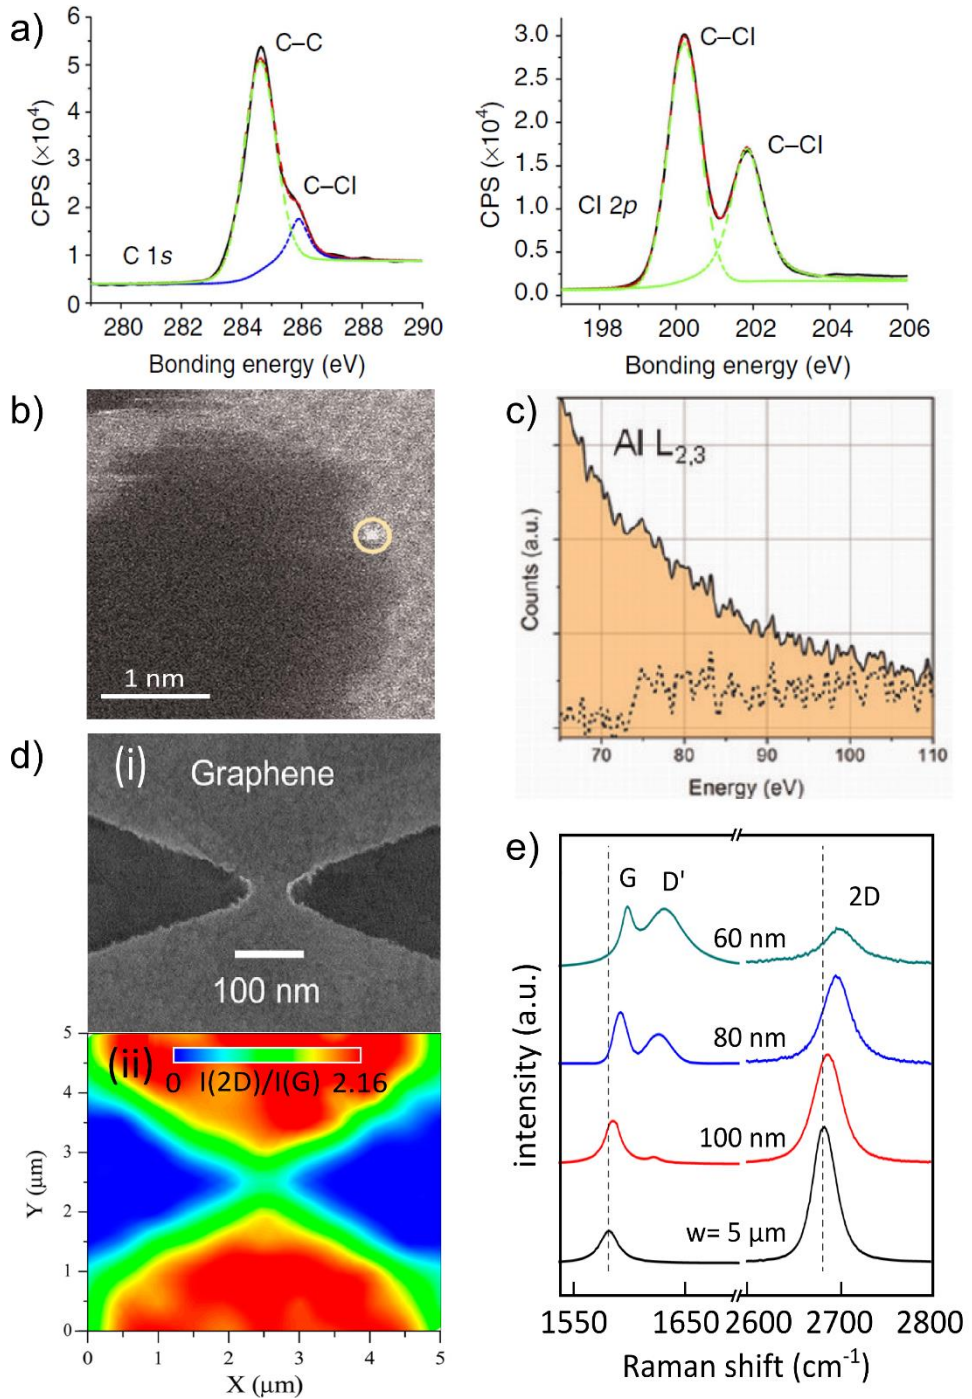 a)
6
5
4
3
2
1
0
CPS (×10⁴)
C–C
C–Cl
C 1s
280 282 284 286 288 290
Bonding energy (eV)
3.0
2.5
2.0
1.5
1.0
0.5
0.0
CPS (×10⁴)
C–Cl
C–Cl
Cl 2p
198 200 202 204 206
Bonding energy (eV)
b)
1 nm
c)
Al L2,3
Counts (a.u.)
70 80 90 100 110
Energy (eV)
d)
(i)
Graphene
100 nm
(ii)
0 I(2D)/I(G) 2.16
5
4
3
2
1
0
Y (μm)
0 1 2 3 4 5
X (μm)
e)
G D' 2D
60 nm
80 nm
100 nm
w= 5 μm
intensity (a.u.)
1550 1650 2600 2700 2800
Raman shift (cm⁻¹)